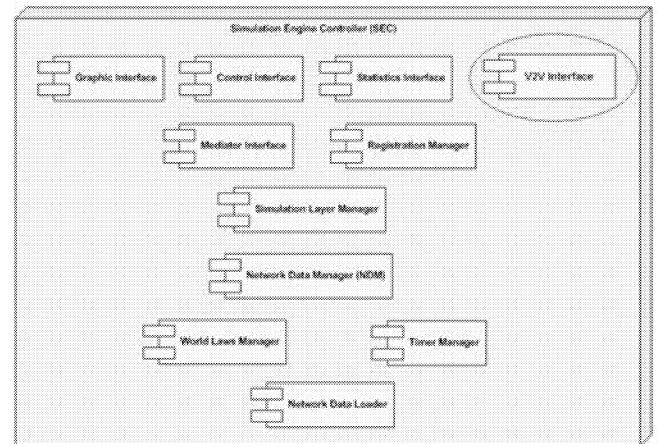 Simulation Engine Controller (SEC)
Graphic Interface
Control Interface
Statistics Interface
V2V Interface
Mediator Interface
Registration Manager
Simulation Layer Manager
Network Data Manager (NDM)
World Laws Manager
Timer Manager
Network Data Loader